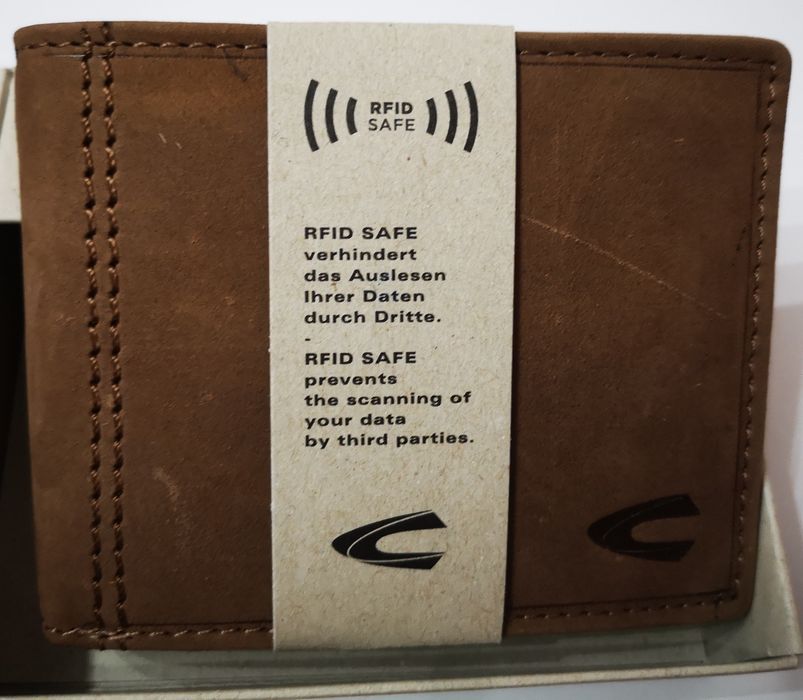 RFID
SAFE
RFID SAFE
verhindert
das Auslesen
Ihrer Daten
durch Dritte.
-
RFID SAFE
prevents
the scanning of
your data
by third parties.